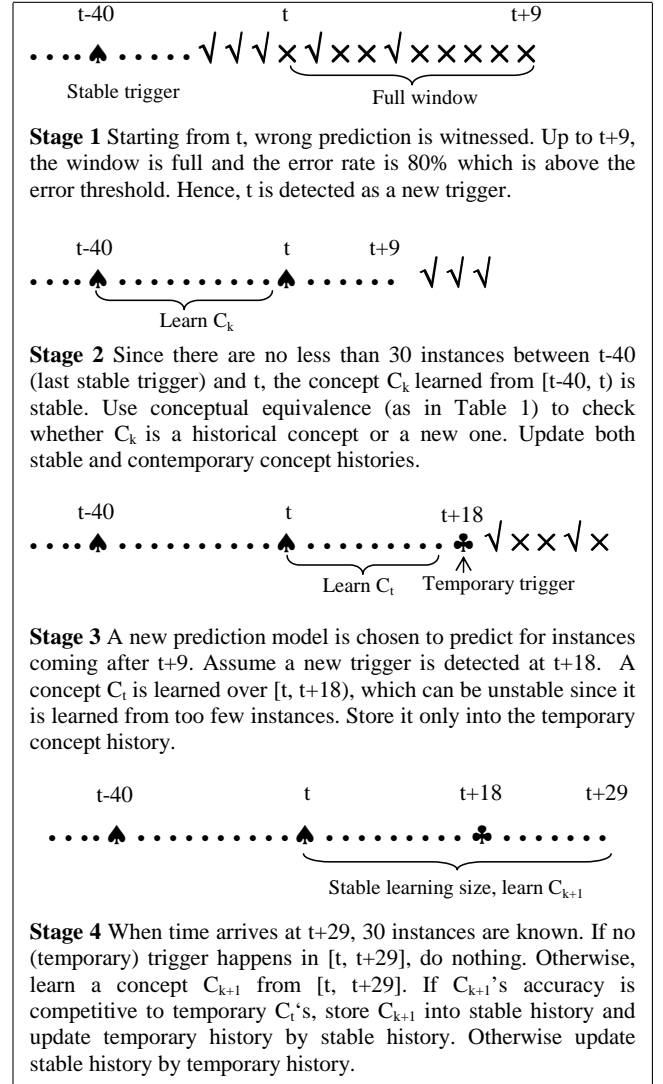 t-40 t t+9
. . . . ♠ . . . . . √ √ √ × √ × × √ × × × × ×
Stable trigger Full window
Stage 1 Starting from t, wrong prediction is witnessed. Up to t+9,
the window is full and the error rate is 80% which is above the
error threshold. Hence, t is detected as a new trigger.
t-40 t t+9
. . . . ♠ . . . . . . . . . . ♠ . . . . . . √ √ √
Learn Cₖ
Stage 2 Since there are no less than 30 instances between t-40
(last stable trigger) and t, the concept Cₖ learned from [t-40, t) is
stable. Use conceptual equivalence (as in Table 1) to check
whether Cₖ is a historical concept or a new one. Update both
stable and contemporary concept histories.
t-40 t t+18
. . . . ♠ . . . . . . . . . . ♠ . . . . . . . . . ♣ √ × × √ ×
Learn Cₜ Temporary trigger
Stage 3 A new prediction model is chosen to predict for instances
coming after t+9. Assume a new trigger is detected at t+18. A
concept Cₜ is learned over [t, t+18), which can be unstable since it
is learned from too few instances. Store it only into the temporary
concept history.
t-40 t t+18 t+29
. . . . ♠ . . . . . . . . . . ♠ . . . . . . . . . ♣ . . . . . . .
Stable learning size, learn Cₖ₊₁
Stage 4 When time arrives at t+29, 30 instances are known. If no
(temporary) trigger happens in [t, t+29], do nothing. Otherwise,
learn a concept Cₖ₊₁ from [t, t+29]. If Cₖ₊₁'s accuracy is
competitive to temporary Cₜ‘s, store Cₖ₊₁ into stable history and
update temporary history by stable history. Otherwise update
stable history by temporary history.